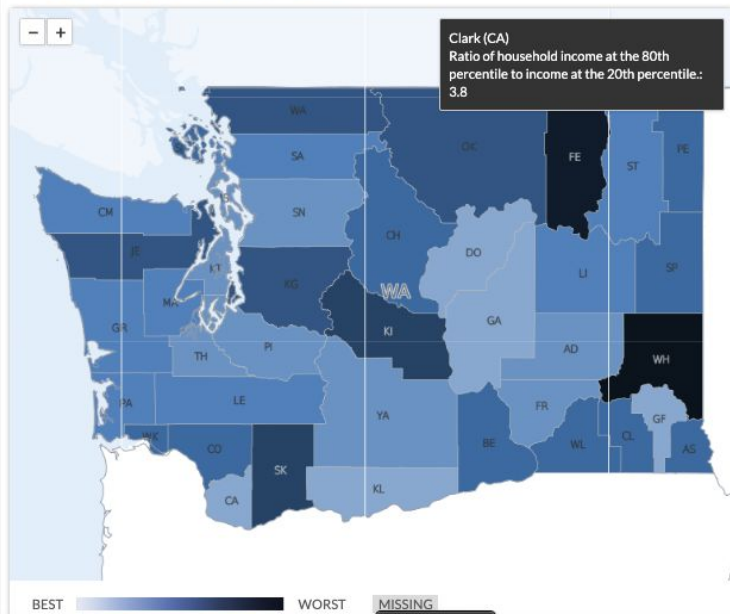 − +
Clark (CA)
Ratio of household income at the 80th
percentile to income at the 20th percentile.:
3.8
WA
OK
FE
PE
SA
ST
SN
CM
CH
DO
JE
LI
SP
KT
KG
WA
MA
GA
GR
KI
PI
AD
WH
TH
LE
YA
FR
PA
GF
WK
CO
BE
WL
CL
AS
SK
CA
KL
BEST WORST MISSING